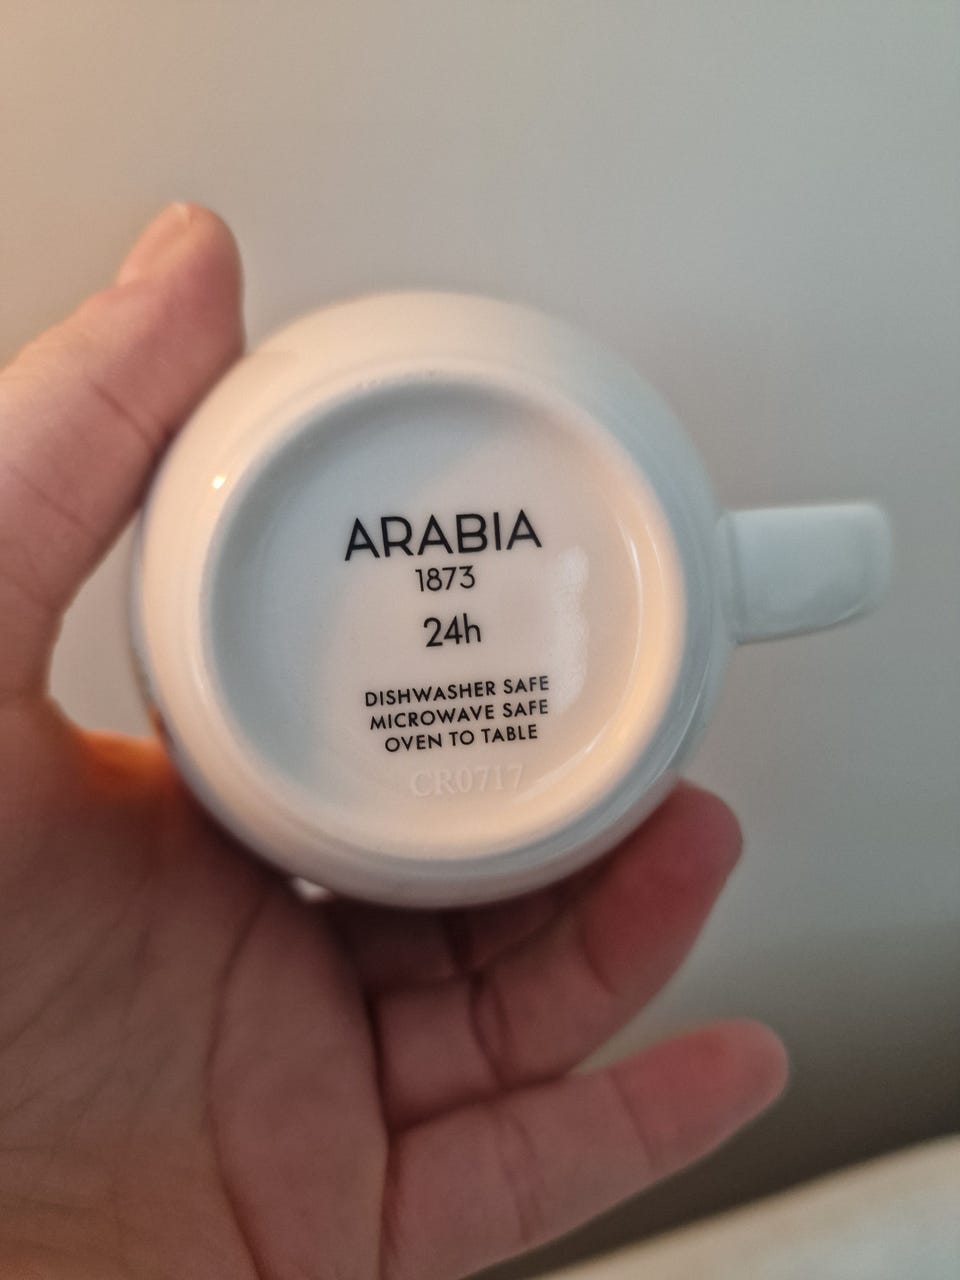 ARABIA
1873
24h
DISHWASHER SAFE
MICROWAVE SAFE
OVEN TO TABLE
CR0717